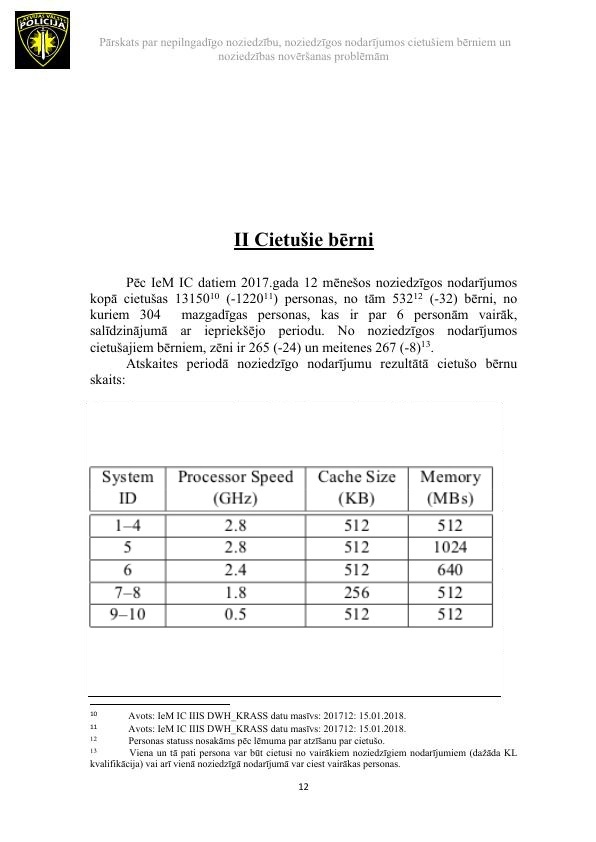 LATVIJAS VALSTS
POLICIJA
Pārskats par nepilngadīgo noziedzību, noziedzīgos nodarījumos cietušiem bērniem un
noziedzības novēršanas problēmām
II Cietušie bērni
Pēc IeM IC datiem 2017.gada 12 mēnešos noziedzīgos nodarījumos
kopā cietušas 13150¹⁰ (-1220¹¹) personas, no tām 532¹² (-32) bērni, no
kuriem 304 mazgadīgas personas, kas ir par 6 personām vairāk,
salīdzinājumā ar iepriekšējo periodu. No noziedzīgos nodarījumos
cietušajiem bērniem, zēni ir 265 (-24) un meitenes 267 (-8)¹³.
Atskaites periodā noziedzīgo nodarījumu rezultātā cietušo bērnu
skaits:
System Processor Speed Cache Size Memory
ID (GHz) (KB) (MBs)
1–4 2.8 512 512
5 2.8 512 1024
6 2.4 512 640
7–8 1.8 256 512
9–10 0.5 512 512
10 Avots: IeM IC IIIS DWH_KRASS datu masīvs: 201712: 15.01.2018.
11 Avots: IeM IC IIIS DWH_KRASS datu masīvs: 201712: 15.01.2018.
12 Personas statuss nosakāms pēc lēmuma par atzīšanu par cietušo.
13 Viena un tā pati persona var būt cietusi no vairākiem noziedzīgiem nodarījumiem (dažāda KL
kvalifikācija) vai arī vienā noziedzīgā nodarījumā var ciest vairākas personas.
12